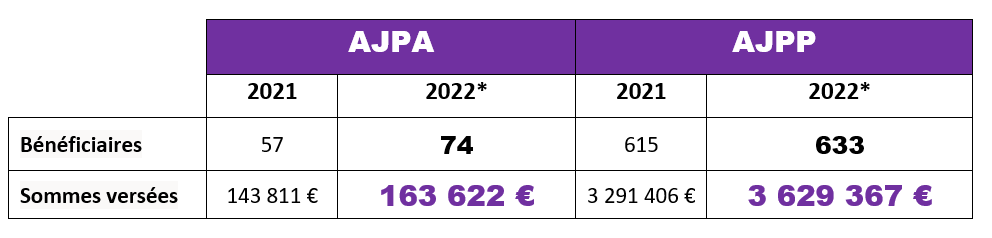 AJPA AJPP
2021 2022* 2021 2022*
Bénéficiaires 57 74 615 633
Sommes versées 143 811 € 163 622 € 3 291 406 € 3 629 367 €